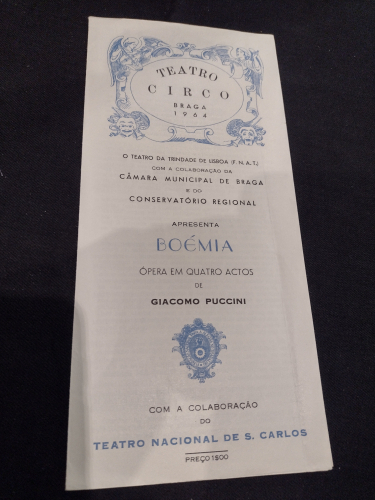 TEATRO
CIRCO
BRAGA
1964
O TEATRO DA TRINDADE DE LISBOA (F. N. A. T.)
COM A COLABORAÇÃO DA
CÂMARA MUNICIPAL DE BRAGA
E DO
CONSERVATÓRIO REGIONAL
APRESENTA
BOÉMIA
ÓPERA EM QUATRO ACTOS
DE
GIACOMO PUCCINI
COM A COLABORAÇÃO
DO
TEATRO NACIONAL DE S. CARLOS
PREÇO 1$00